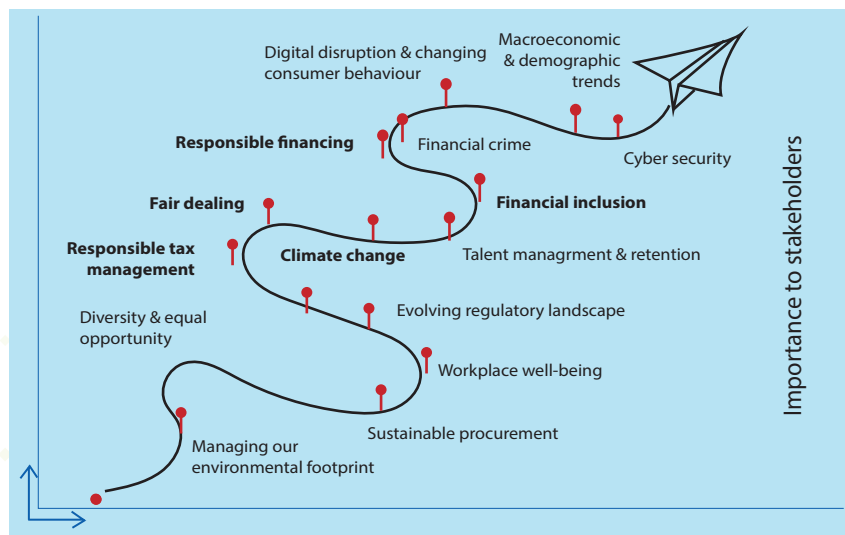 Macroeconomic
& demographic
trends
Digital disruption & changing
consumer behaviour
Responsible financing
Financial crime
Cyber security
Fair dealing
Financial inclusion
Responsible tax
management
Climate change
Talent managrment & retention
Diversity & equal
opportunity
Evolving regulatory landscape
Workplace well-being
Sustainable procurement
Managing our
environmental footprint
Importance to stakeholders